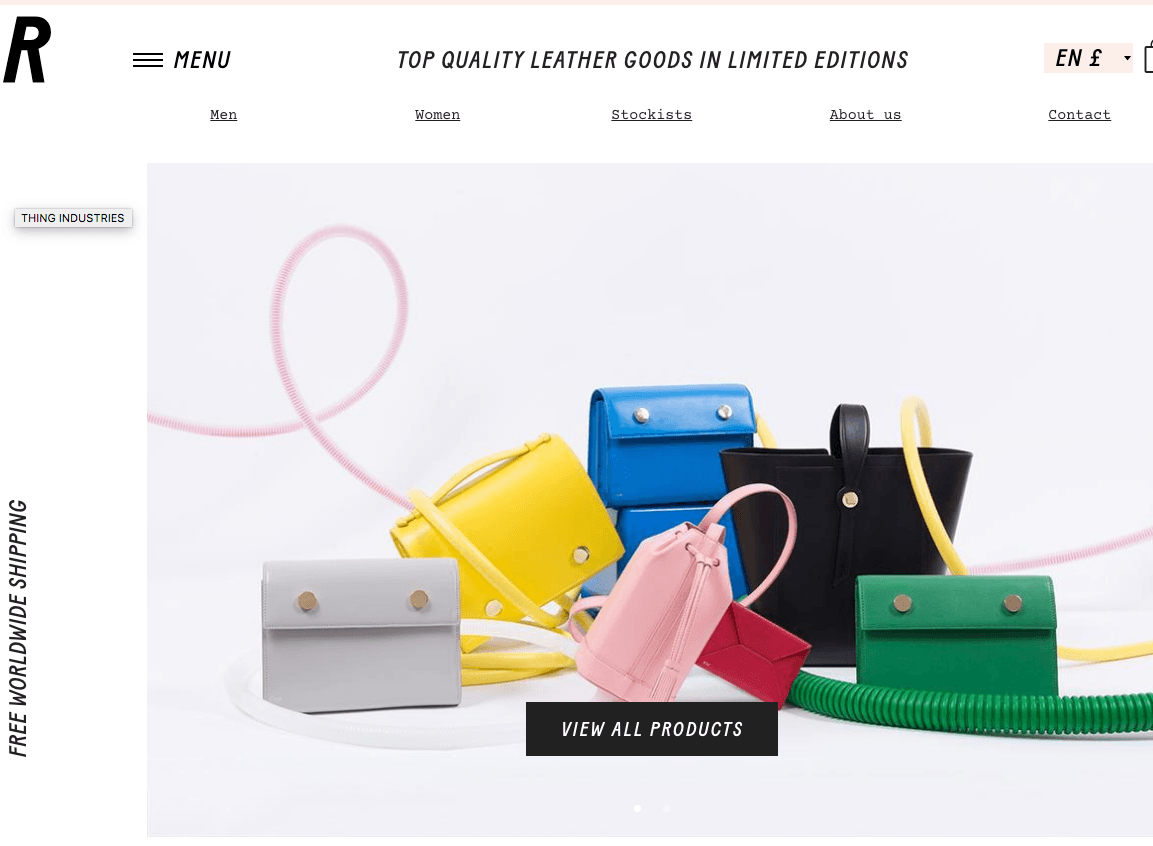 R
MENU
TOP QUALITY LEATHER GOODS IN LIMITED EDITIONS
EN £
Men
Women
Stockists
About us
Contact
THING INDUSTRIES
FREE WORLDWIDE SHIPPING
VIEW ALL PRODUCTS